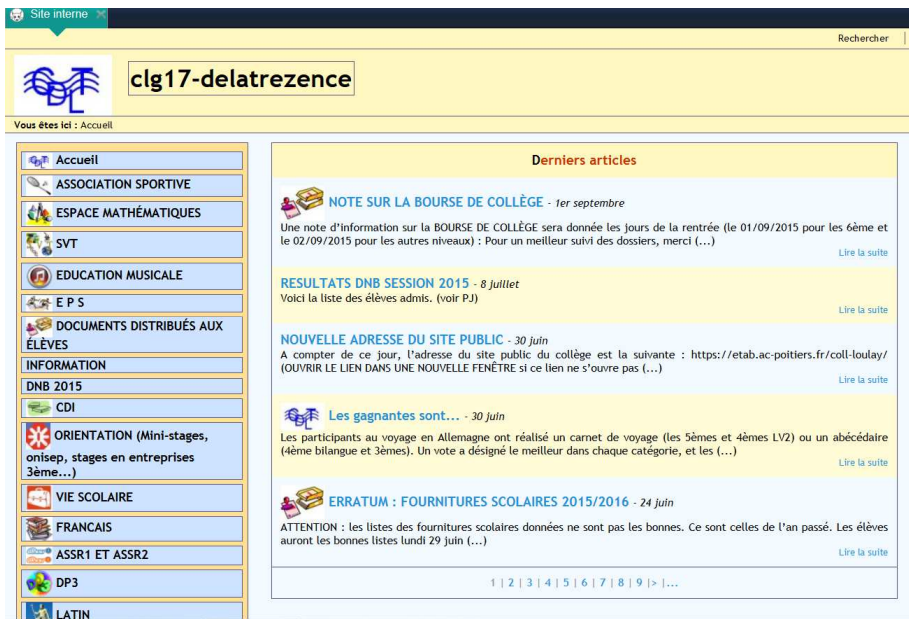 Site interne
Rechercher
clg17-delatrezence
Vous êtes ici : Accueil
Accueil
ASSOCIATION SPORTIVE
ESPACE MATHÉMATIQUES
SVT
EDUCATION MUSICALE
E P S
DOCUMENTS DISTRIBUÉS AUX
ÉLÈVES
INFORMATION
DNB 2015
CDI
ORIENTATION (Mini-stages,
onisep, stages en entreprises
3ème...)
VIE SCOLAIRE
FRANCAIS
ASSR1 ET ASSR2
DP3
LATIN
Derniers articles
NOTE SUR LA BOURSE DE COLLÈGE - 1er septembre
Une note d'information sur la BOURSE DE COLLÈGE sera donnée les jours de la rentrée (le 01/09/2015 pour les 6ème et
le 02/09/2015 pour les autres niveaux) : Pour un meilleur suivi des dossiers, merci (...)
Lire la suite
RESULTATS DNB SESSION 2015 - 8 juillet
Voici la liste des élèves admis. (voir PJ)
Lire la suite
NOUVELLE ADRESSE DU SITE PUBLIC - 30 juin
A compter de ce jour, l'adresse du site public du collège est la suivante : https://etab.ac-poitiers.fr/coll-loulay/
(OUVRIR LE LIEN DANS UNE NOUVELLE FENÊTRE si ce lien ne s'ouvre pas (...)
Lire la suite
Les gagnantes sont... - 30 juin
Les participants au voyage en Allemagne ont réalisé un carnet de voyage (les 5èmes et 4èmes LV2) ou un abécédaire
(4ème bilangue et 3èmes). Un vote a désigné le meilleur dans chaque catégorie, et les (...)
Lire la suite
ERRATUM : FOURNITURES SCOLAIRES 2015/2016 - 24 juin
ATTENTION : les listes des fournitures scolaires données ne sont pas les bonnes. Ce sont celles de l'an passé. Les élèves
auront les bonnes listes lundi 29 juin (...)
Lire la suite
1 | 2 | 3 | 4 | 5 | 6 | 7 | 8 | 9 |> |...